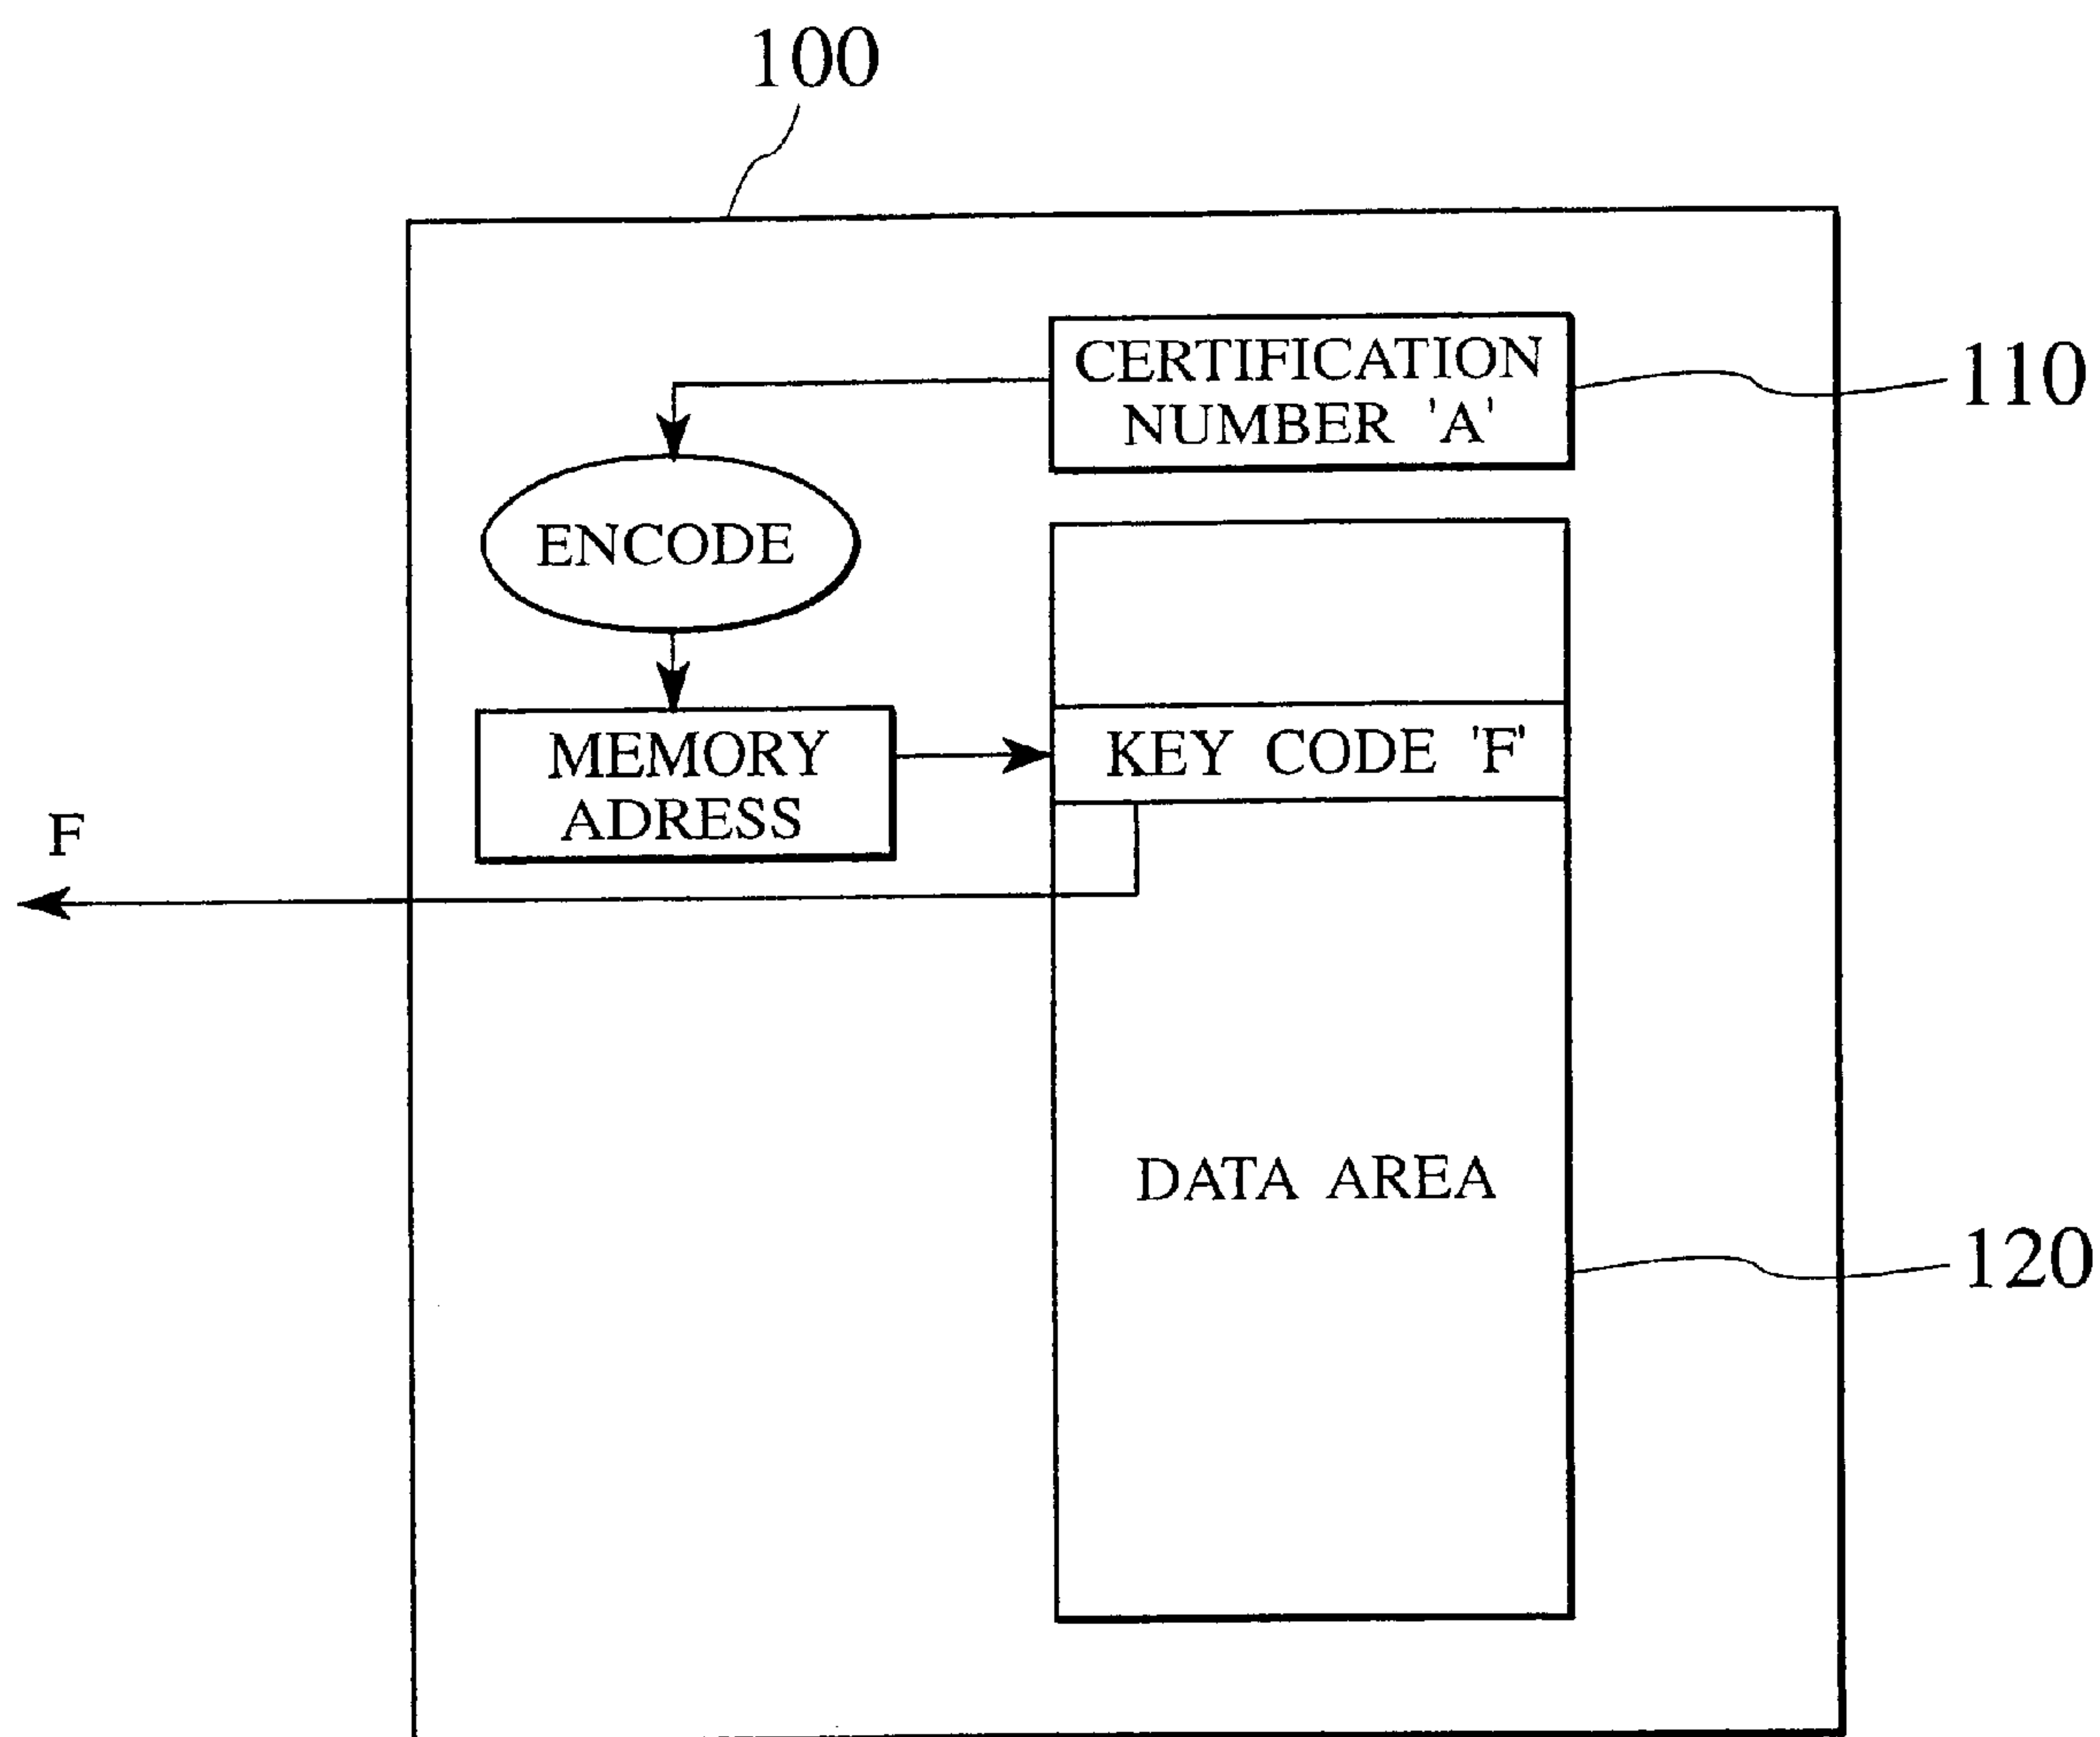 100
CERTIFICATION
NUMBER 'A'
110
ENCODE
MEMORY
ADRESS
KEY CODE 'F'
F
DATA AREA
120